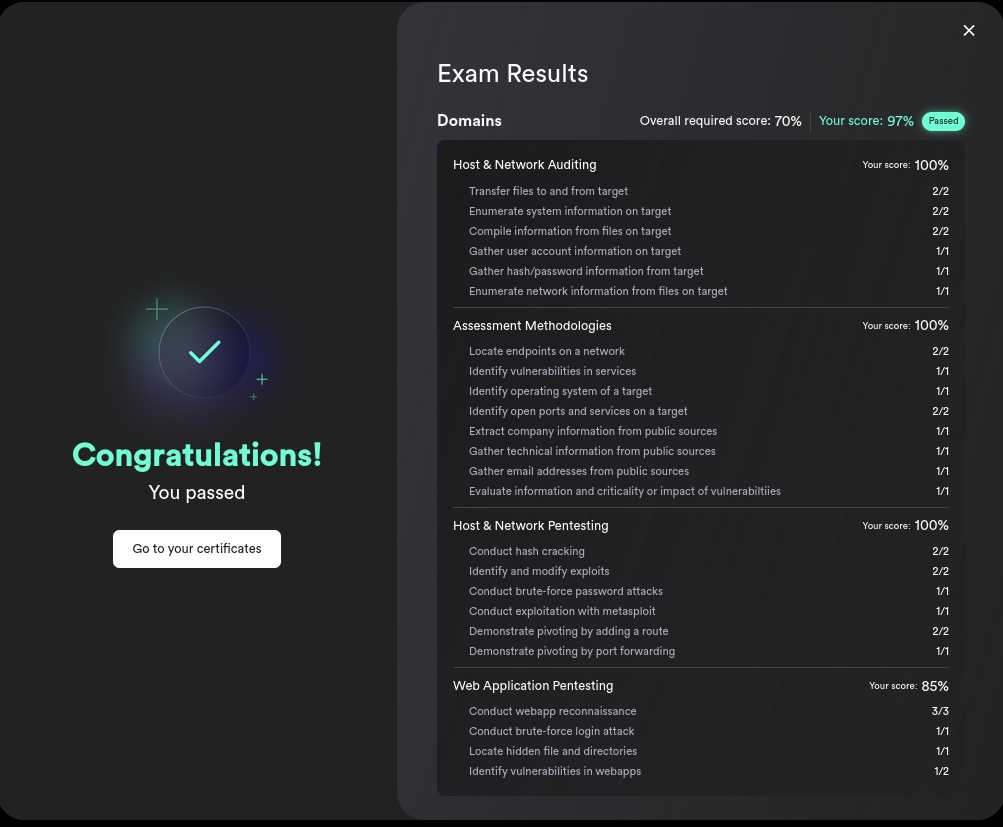 Exam Results
Domains Overall required score: 70% Your score: 97% Passed
Host & Network Auditing Your score: 100%
Transfer files to and from target 2/2
Enumerate system information on target 2/2
Compile information from files on target 2/2
Gather user account information on target 1/1
Gather hash/password information from target 1/1
Enumerate network information from files on target 1/1
Assessment Methodologies Your score: 100%
Locate endpoints on a network 2/2
Identify vulnerabilities in services 1/1
Identify operating system of a target 1/1
Identify open ports and services on a target 2/2
Extract company information from public sources 1/1
Gather technical information from public sources 1/1
Gather email addresses from public sources 1/1
Evaluate information and criticality or impact of vulnerabiltiies 1/1
Host & Network Pentesting Your score: 100%
Conduct hash cracking 2/2
Identify and modify exploits 2/2
Conduct brute-force password attacks 1/1
Conduct exploitation with metasploit 1/1
Demonstrate pivoting by adding a route 2/2
Demonstrate pivoting by port forwarding 1/1
Web Application Pentesting Your score: 85%
Conduct webapp reconnaissance 3/3
Conduct brute-force login attack 1/1
Locate hidden file and directories 1/1
Identify vulnerabilities in webapps 1/2
Congratulations!
You passed
Go to your certificates